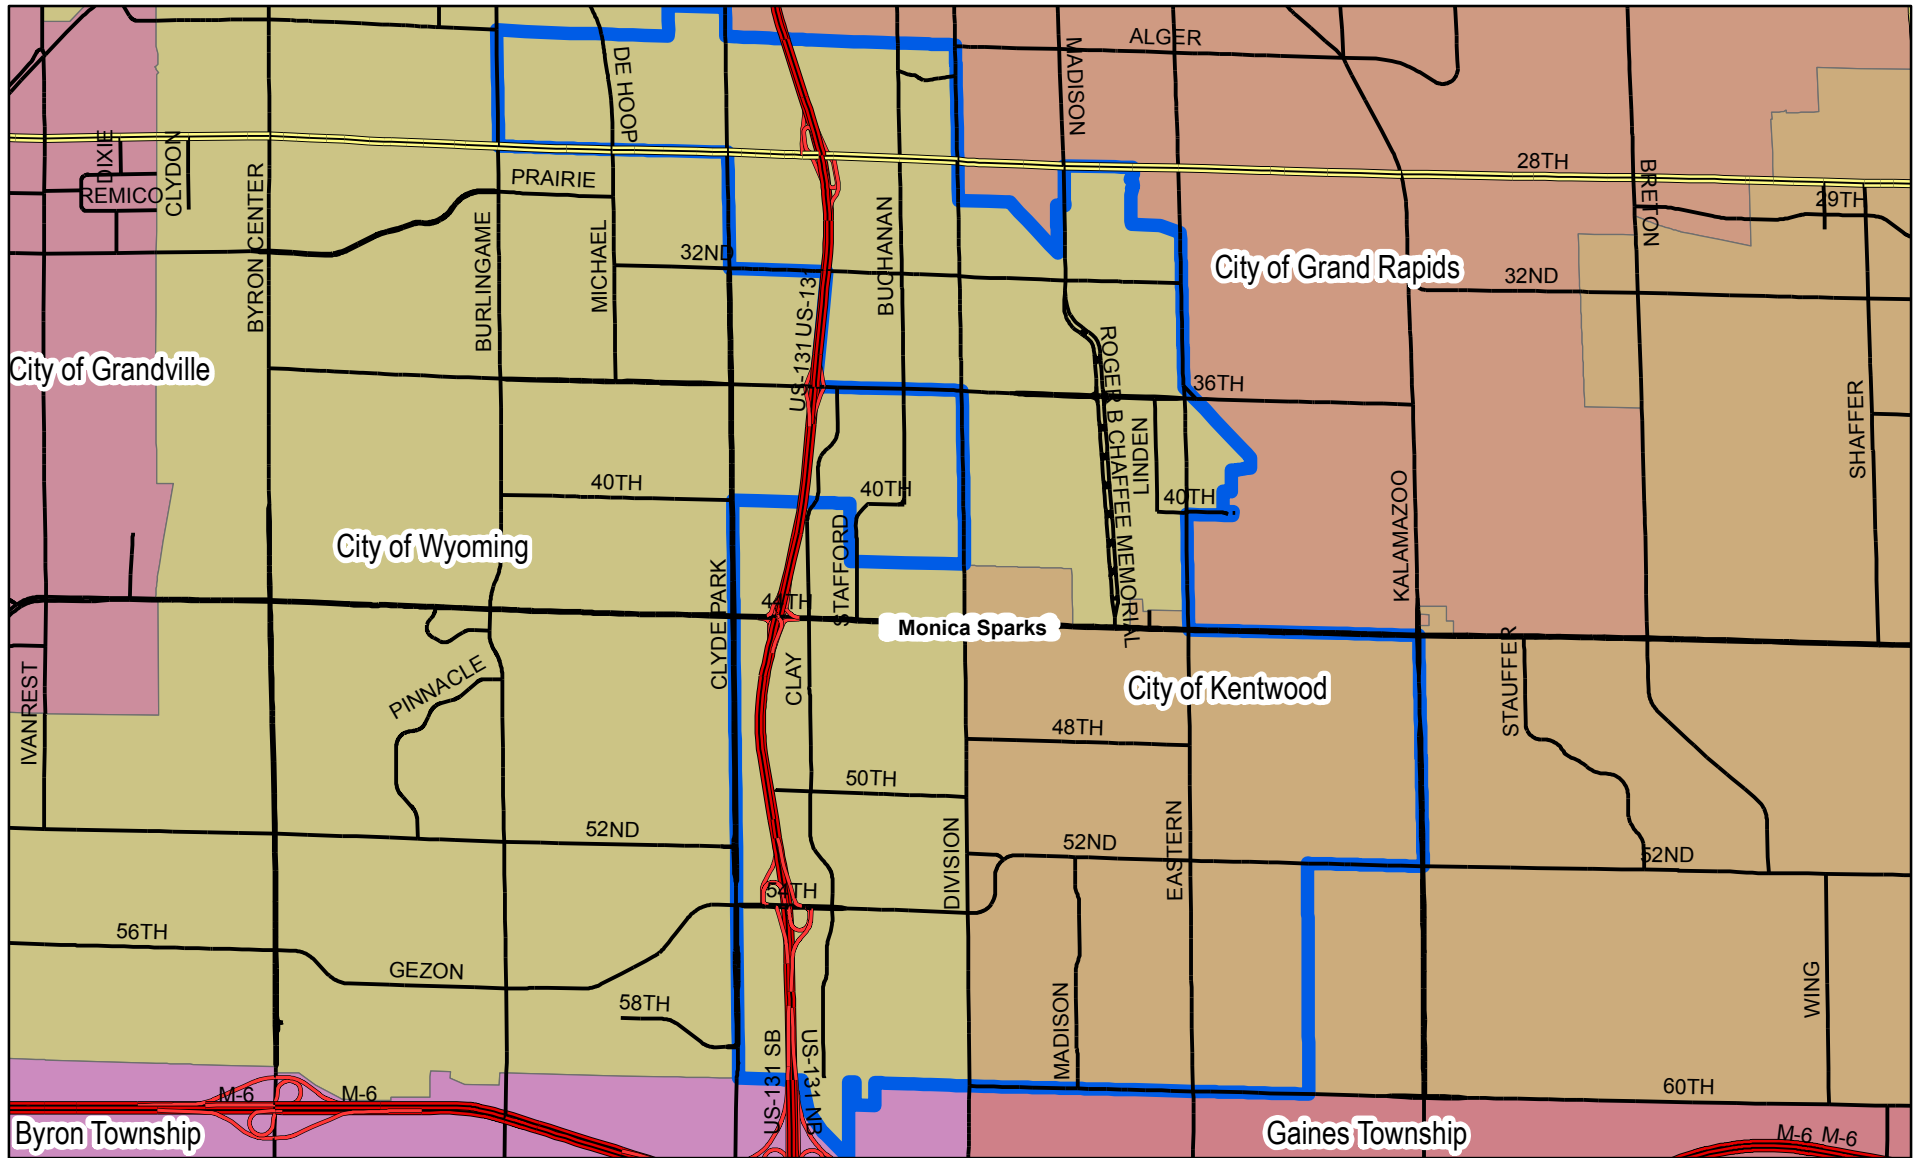 ALGER
MADISON
DE HOOP
DIXIE
CLYDON
REMICO
PRAIRIE
28TH
BRETON
29TH
BYRON CENTER
BURLINGAME
MICHAEL
32ND
BUCHANAN
City of Grand Rapids
32ND
US-131
US-131
City of Grandville
ROGER B CHAFFEE MEMORIAL
36TH
LINDEN
SHAFFER
40TH
40TH
40TH
KALAMAZOO
City of Wyoming
STAFFORD
CLYDE PARK
44TH
Monica Sparks
IVANREST
PINNACLE
CLAY
City of Kentwood
STAUFFER
48TH
50TH
52ND
DIVISION
52ND
EASTERN
52ND
54TH
56TH
GEZON
58TH
MADISON
WING
US-131 SB
US-131 NB
M-6
M-6
60TH
Byron Township
Gaines Township
M-6
M-6